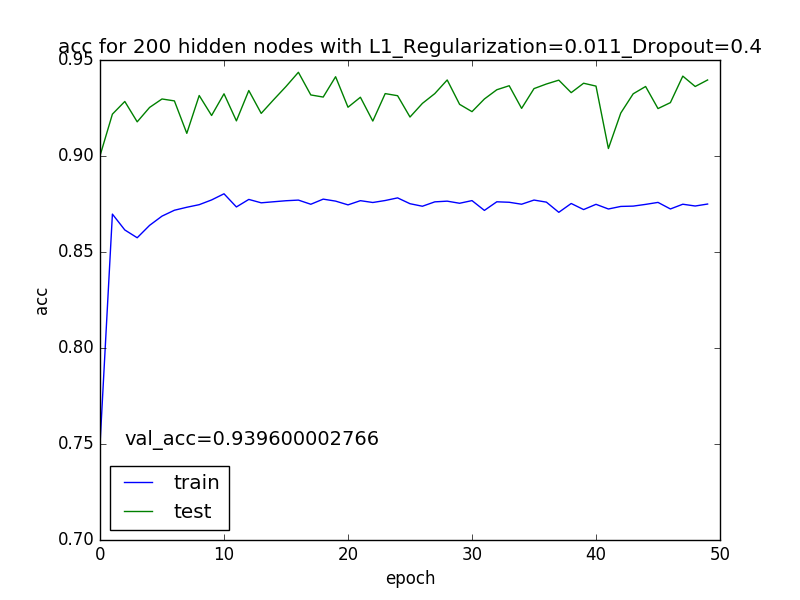 acc for 200 hidden nodes with L1_Regularization=0.011_Dropout=0.4
0.95
0.90
0.85
0.80
0.75
0.70
acc
val_acc=0.939600002766
train
test
0 10 20 30 40 50
epoch